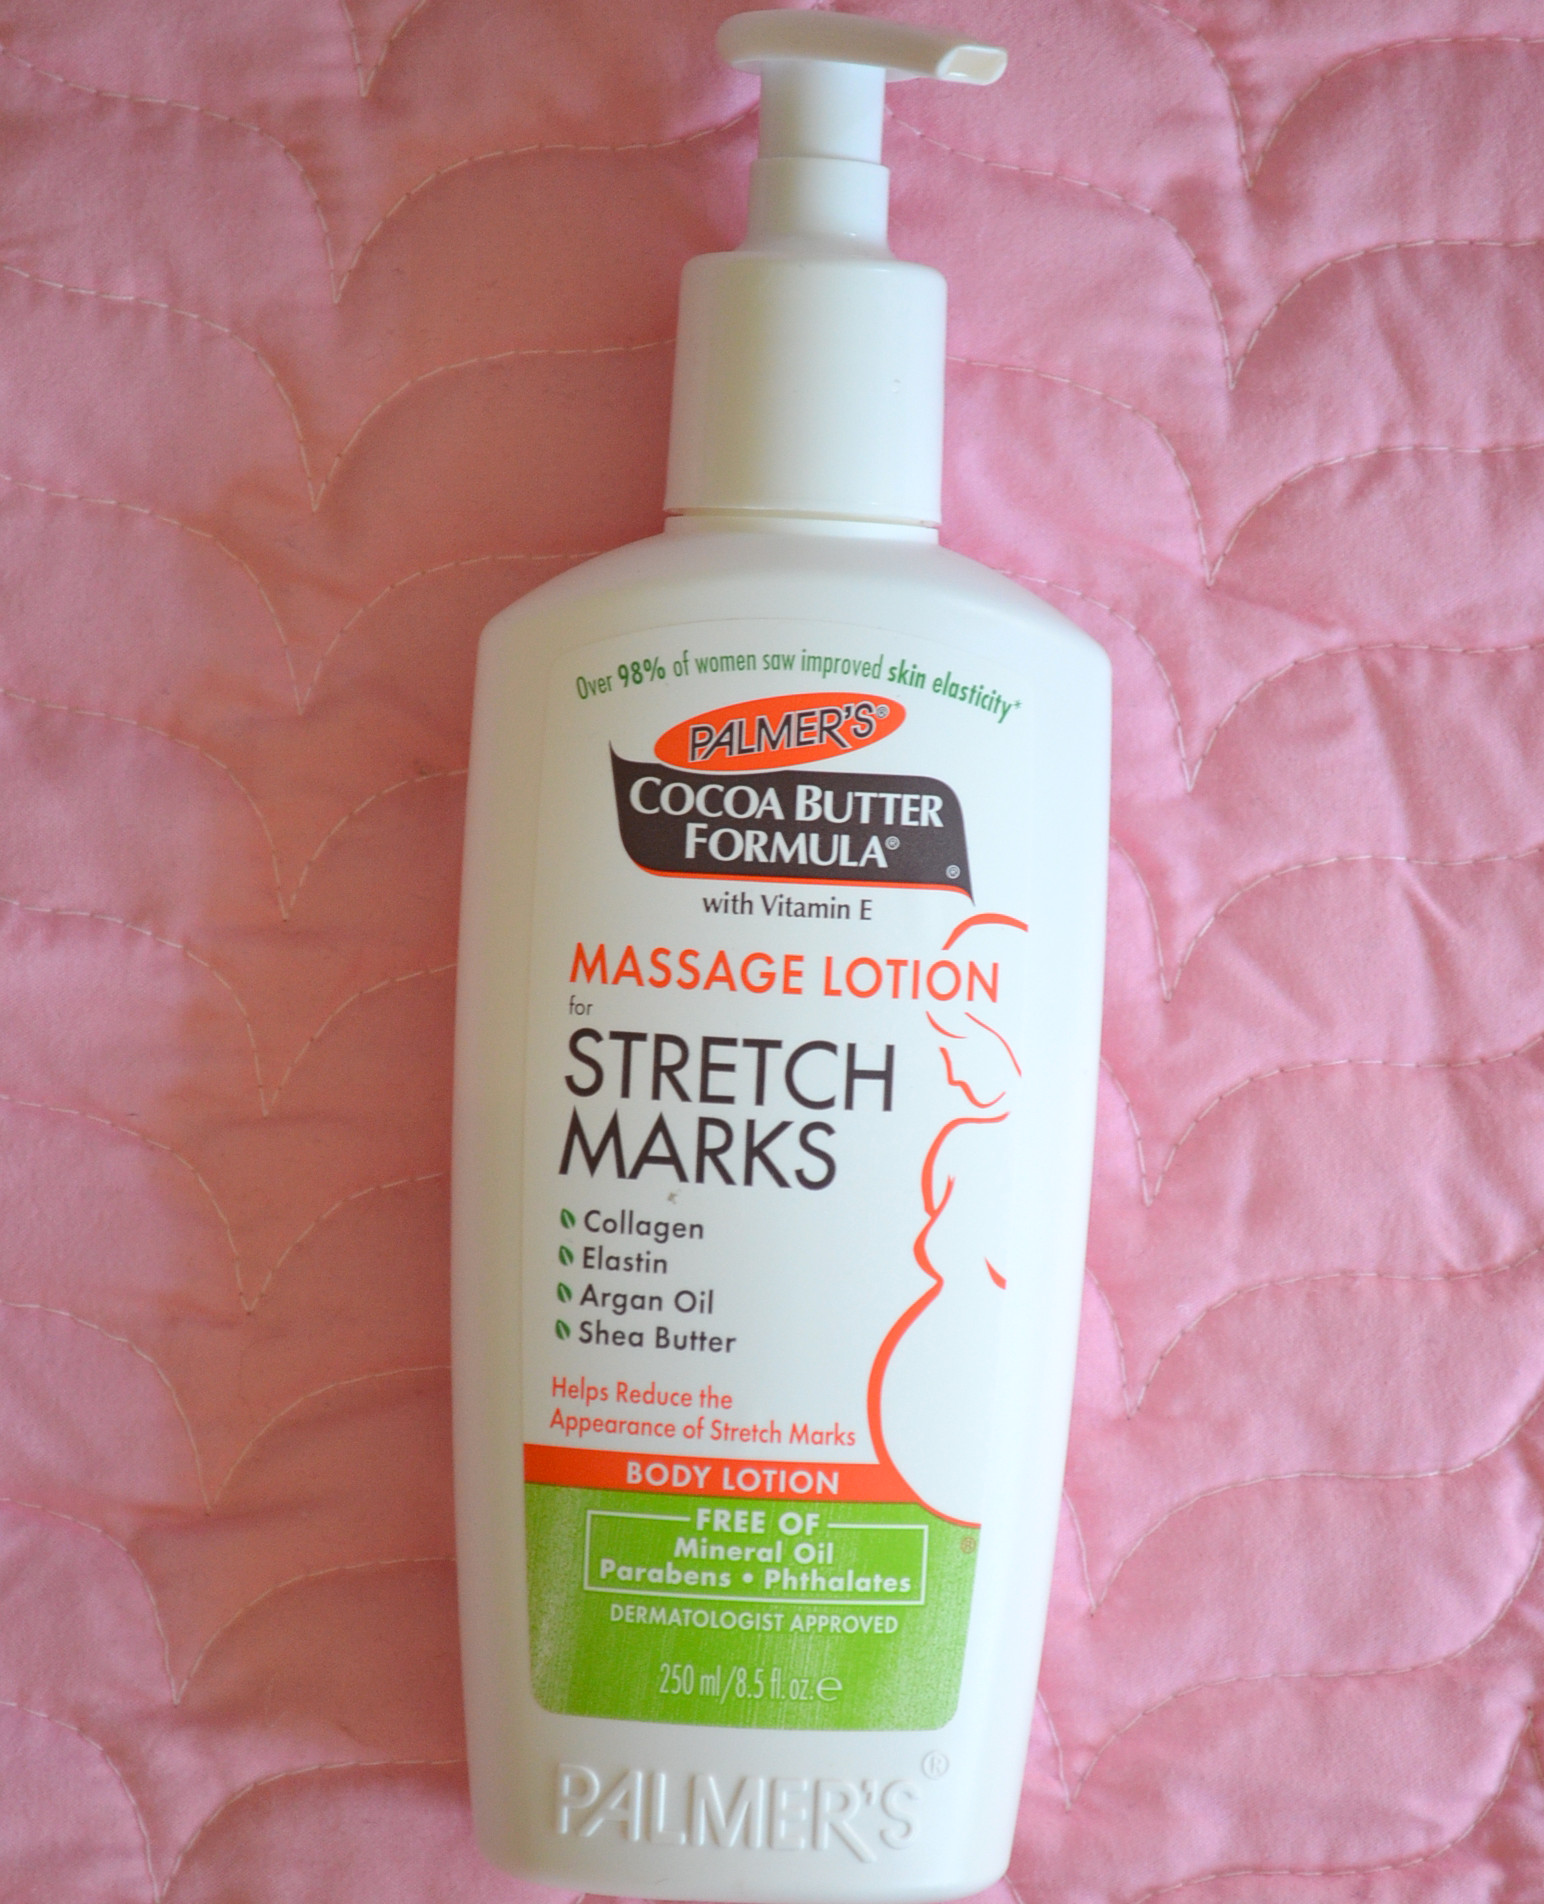 Over 98% of women saw improved skin elasticity*
PALMER'S®
COCOA BUTTER
FORMULA®
®
with Vitamin E
MASSAGE LOTION
for
STRETCH
MARKS
Collagen
Elastin
Argan Oil
Shea Butter
Helps Reduce the
Appearance of Stretch Marks
BODY LOTION
FREE OF
Mineral Oil
Parabens • Phthalates
®
DERMATOLOGIST APPROVED
250 ml/8.5 fl. oz. ℮
PALMER'S®